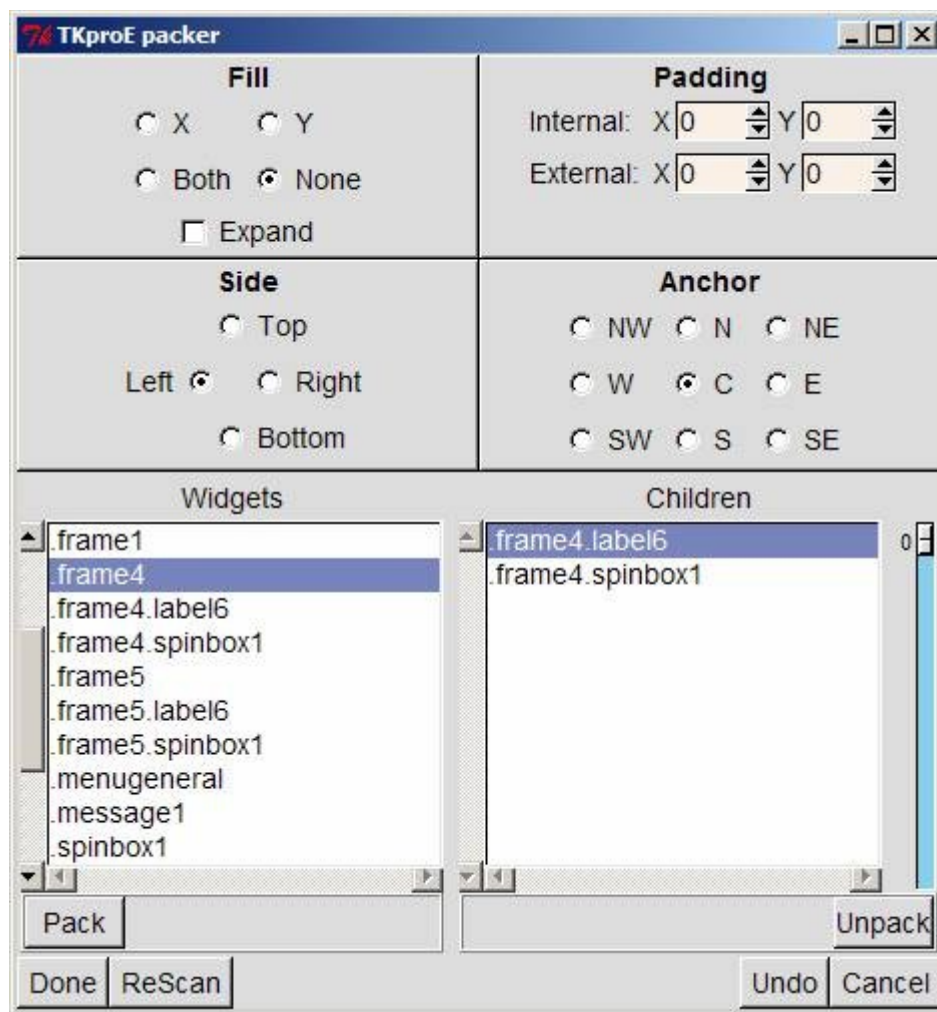 TKproE packer
Fill
X Y
Both None
Expand
Padding
Internal: X 0 Y 0
External: X 0 Y 0
Side
Top
Left Right
Bottom
Anchor
NW N NE
W C E
SW S SE
Widgets
.frame1
.frame4
.frame4.label6
.frame4.spinbox1
.frame5
.frame5.label6
.frame5.spinbox1
.menugeneral
.message1
.spinbox1
Pack
Children
.frame4.label6
.frame4.spinbox1
0
Unpack
Done ReScan Undo Cancel